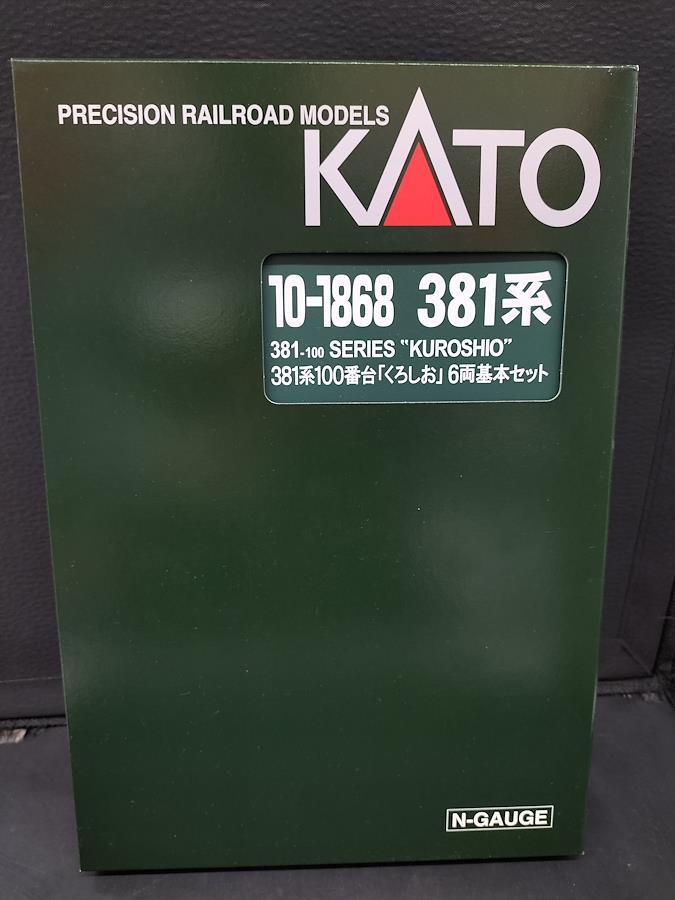 PRECISION RAILROAD MODELS
KATO
10-1868 381系
381-100 SERIES "KUROSHIO"
381系100番台「くろしお」 6両基本セット
N-GAUGE